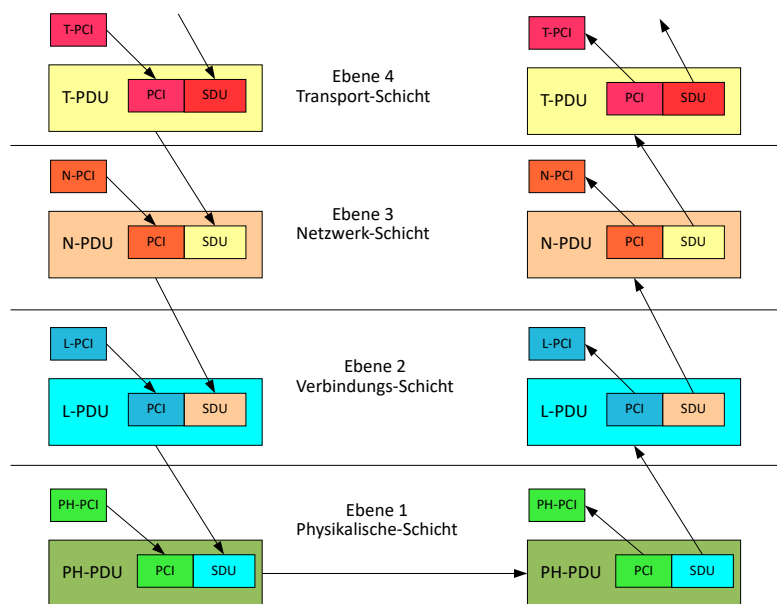 T-PCI
T-PDU
PCI
SDU
Ebene 4
Transport-Schicht
T-PCI
T-PDU
PCI
SDU
N-PCI
N-PDU
PCI
SDU
Ebene 3
Netzwerk-Schicht
N-PCI
N-PDU
PCI
SDU
L-PCI
L-PDU
PCI
SDU
Ebene 2
Verbindungs-Schicht
L-PCI
L-PDU
PCI
SDU
PH-PCI
PH-PDU
PCI
SDU
Ebene 1
Physikalische-Schicht
PH-PCI
PH-PDU
PCI
SDU